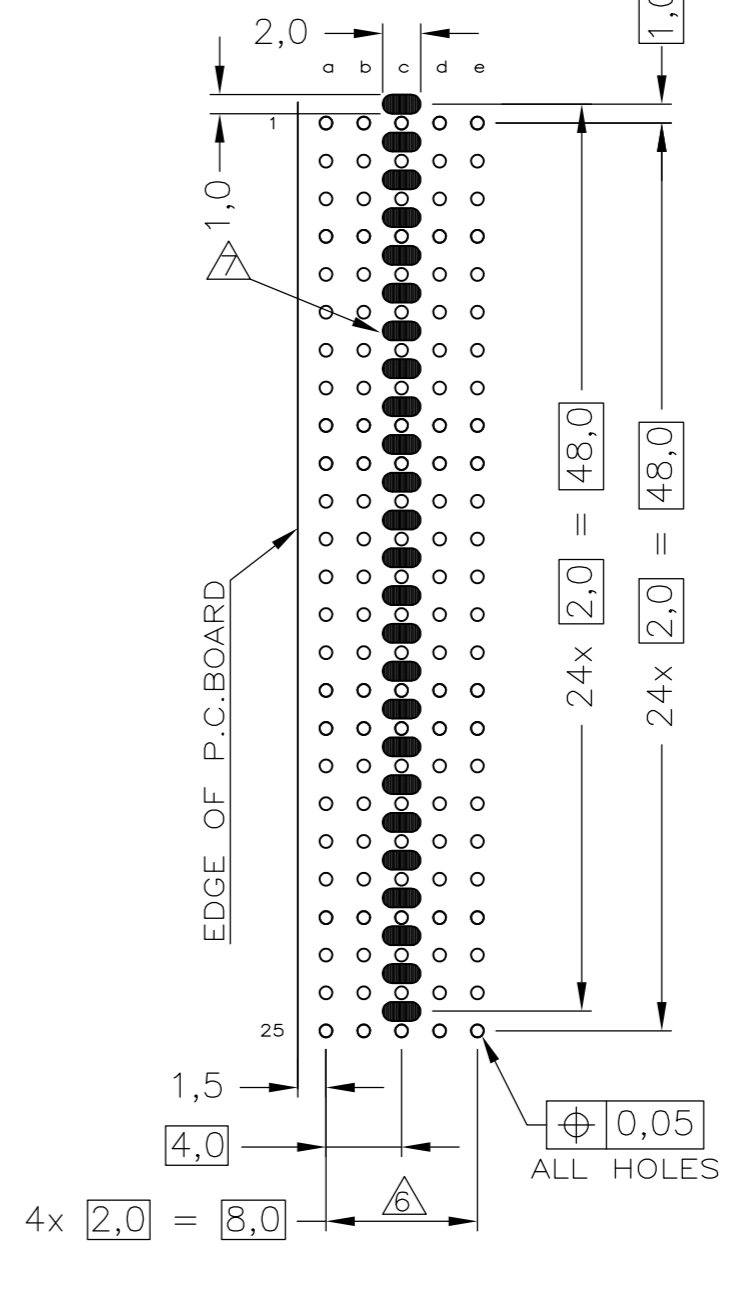 2,0
1,0
a b c d e
1
1,0
7
24x 2,0 = 48,0
24x 2,0 = 48,0
EDGE OF P.C.BOARD
25
1,5
0,05
4,0
ALL HOLES
6
4x 2,0 = 8,0